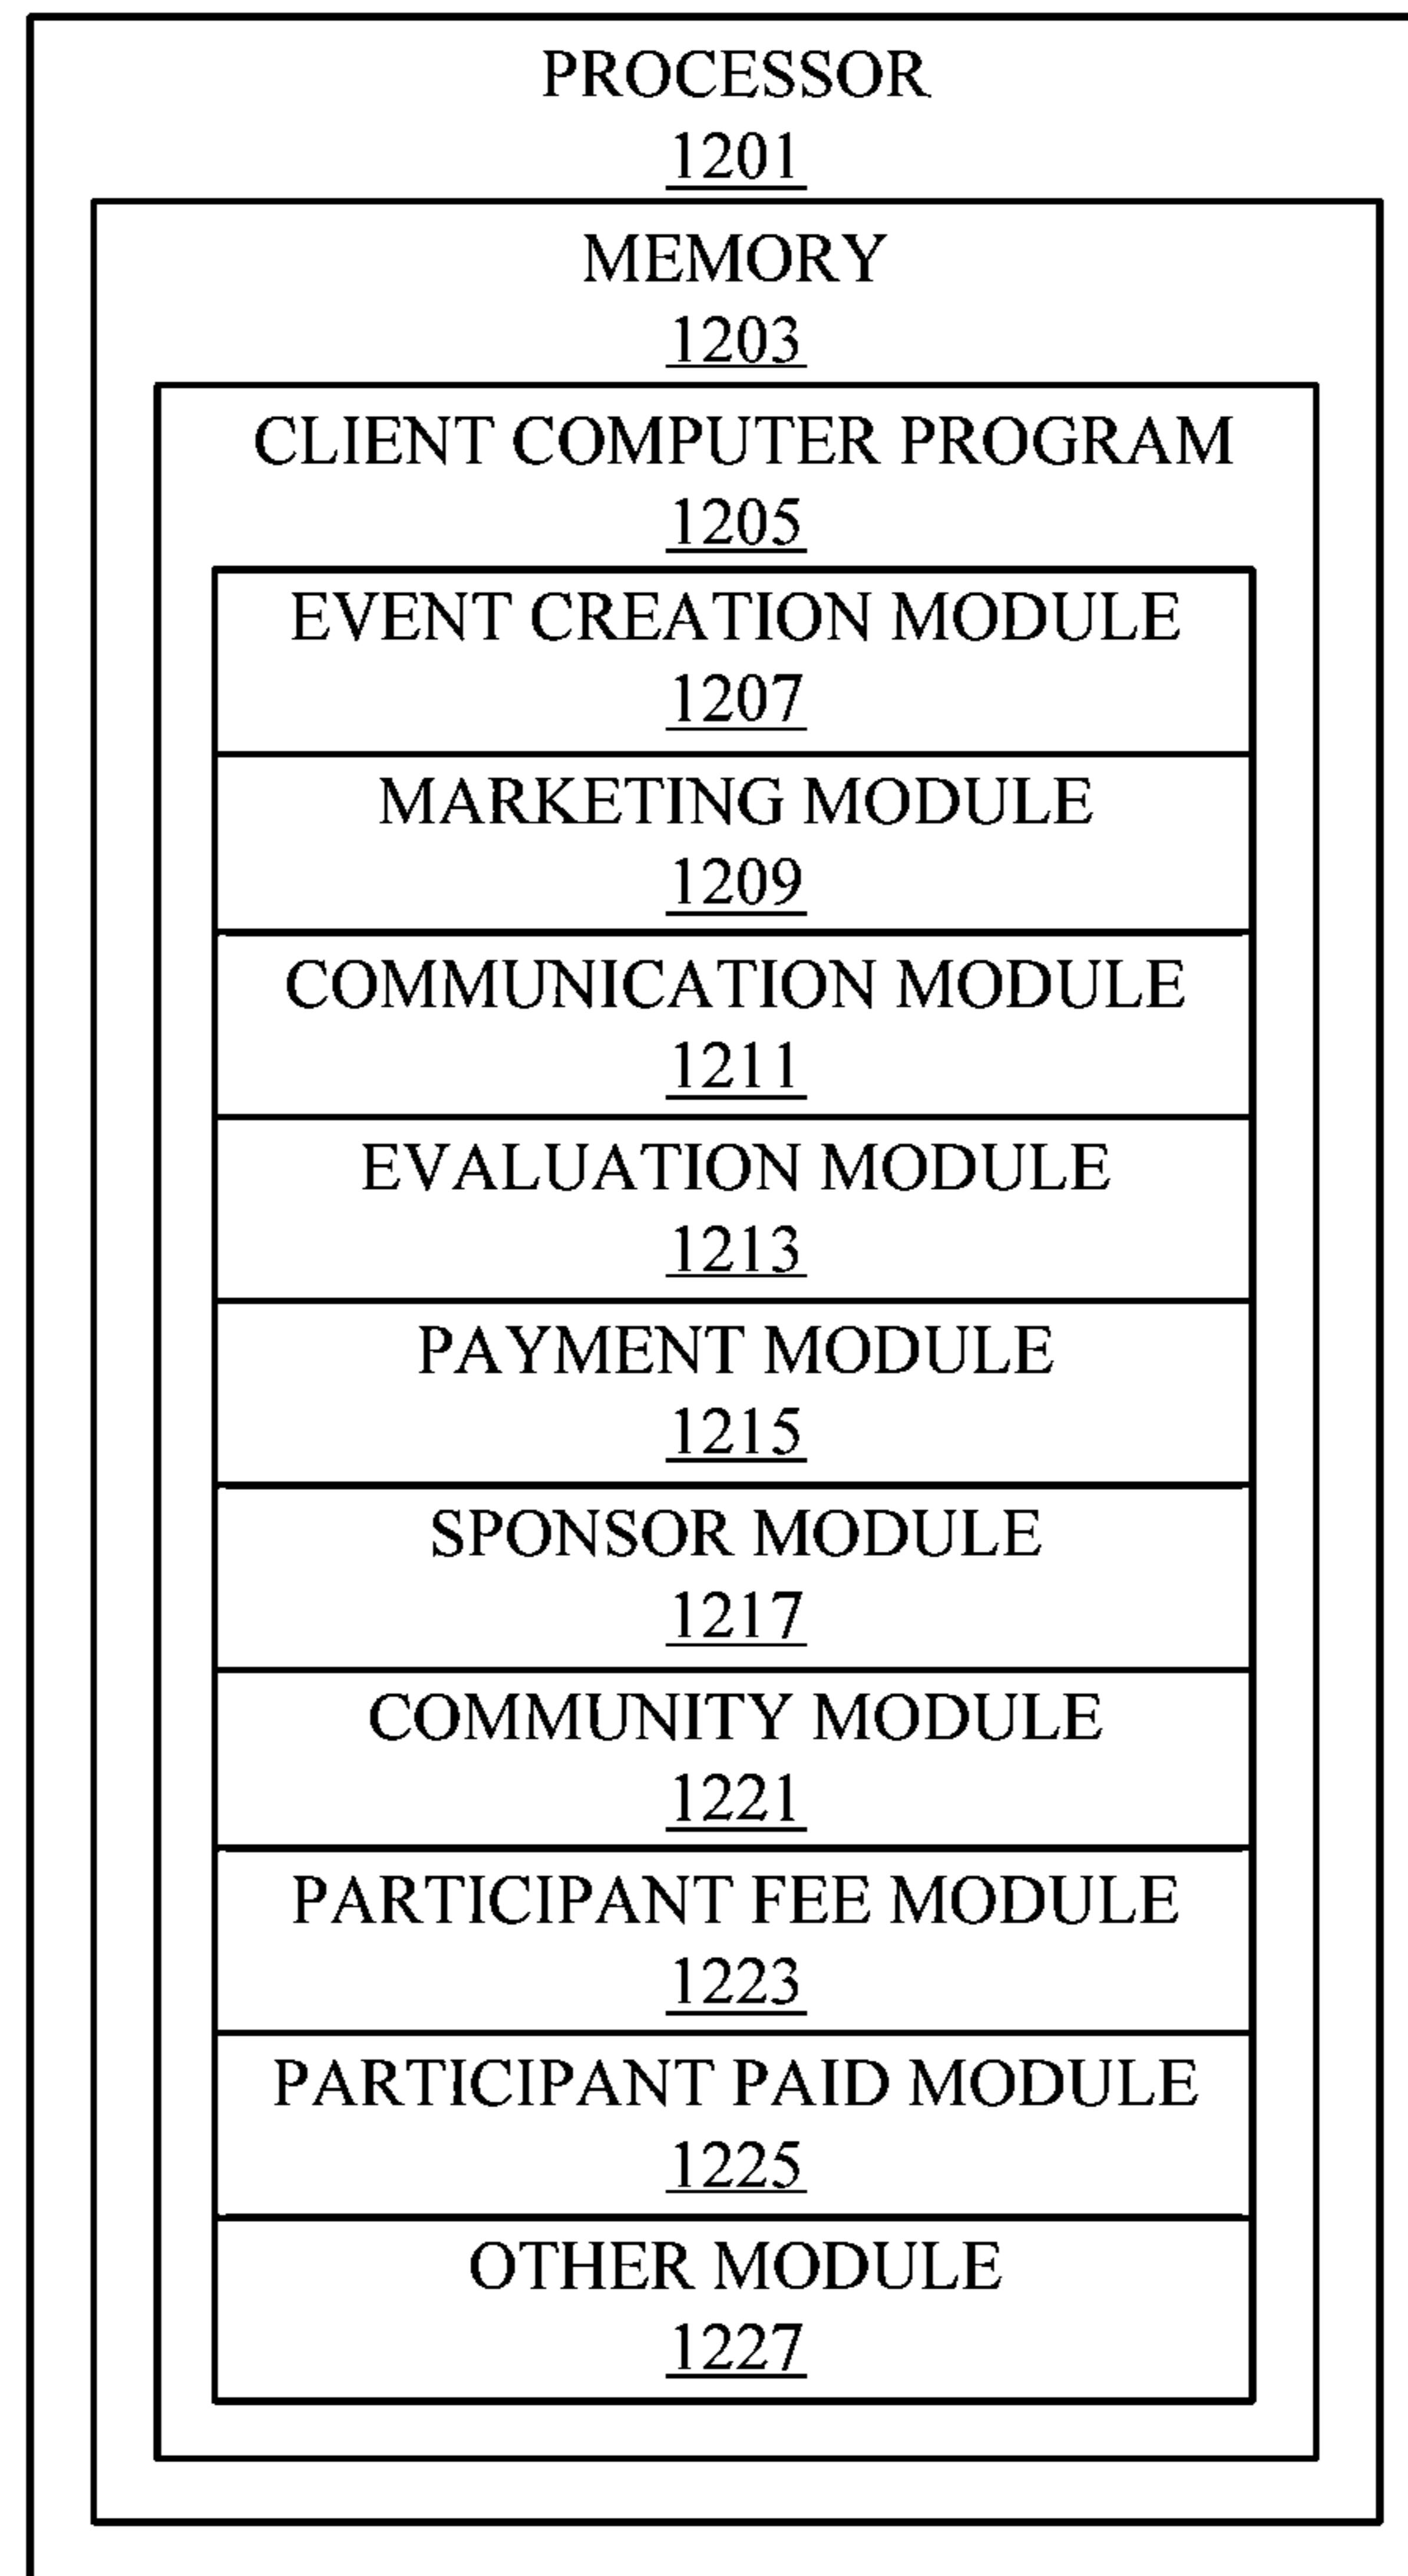 PROCESSOR
1201
MEMORY
1203
CLIENT COMPUTER PROGRAM
1205
EVENT CREATION MODULE
1207
MARKETING MODULE
1209
COMMUNICATION MODULE
1211
EVALUATION MODULE
1213
PAYMENT MODULE
1215
SPONSOR MODULE
1217
COMMUNITY MODULE
1221
PARTICIPANT FEE MODULE
1223
PARTICIPANT PAID MODULE
1225
OTHER MODULE
1227